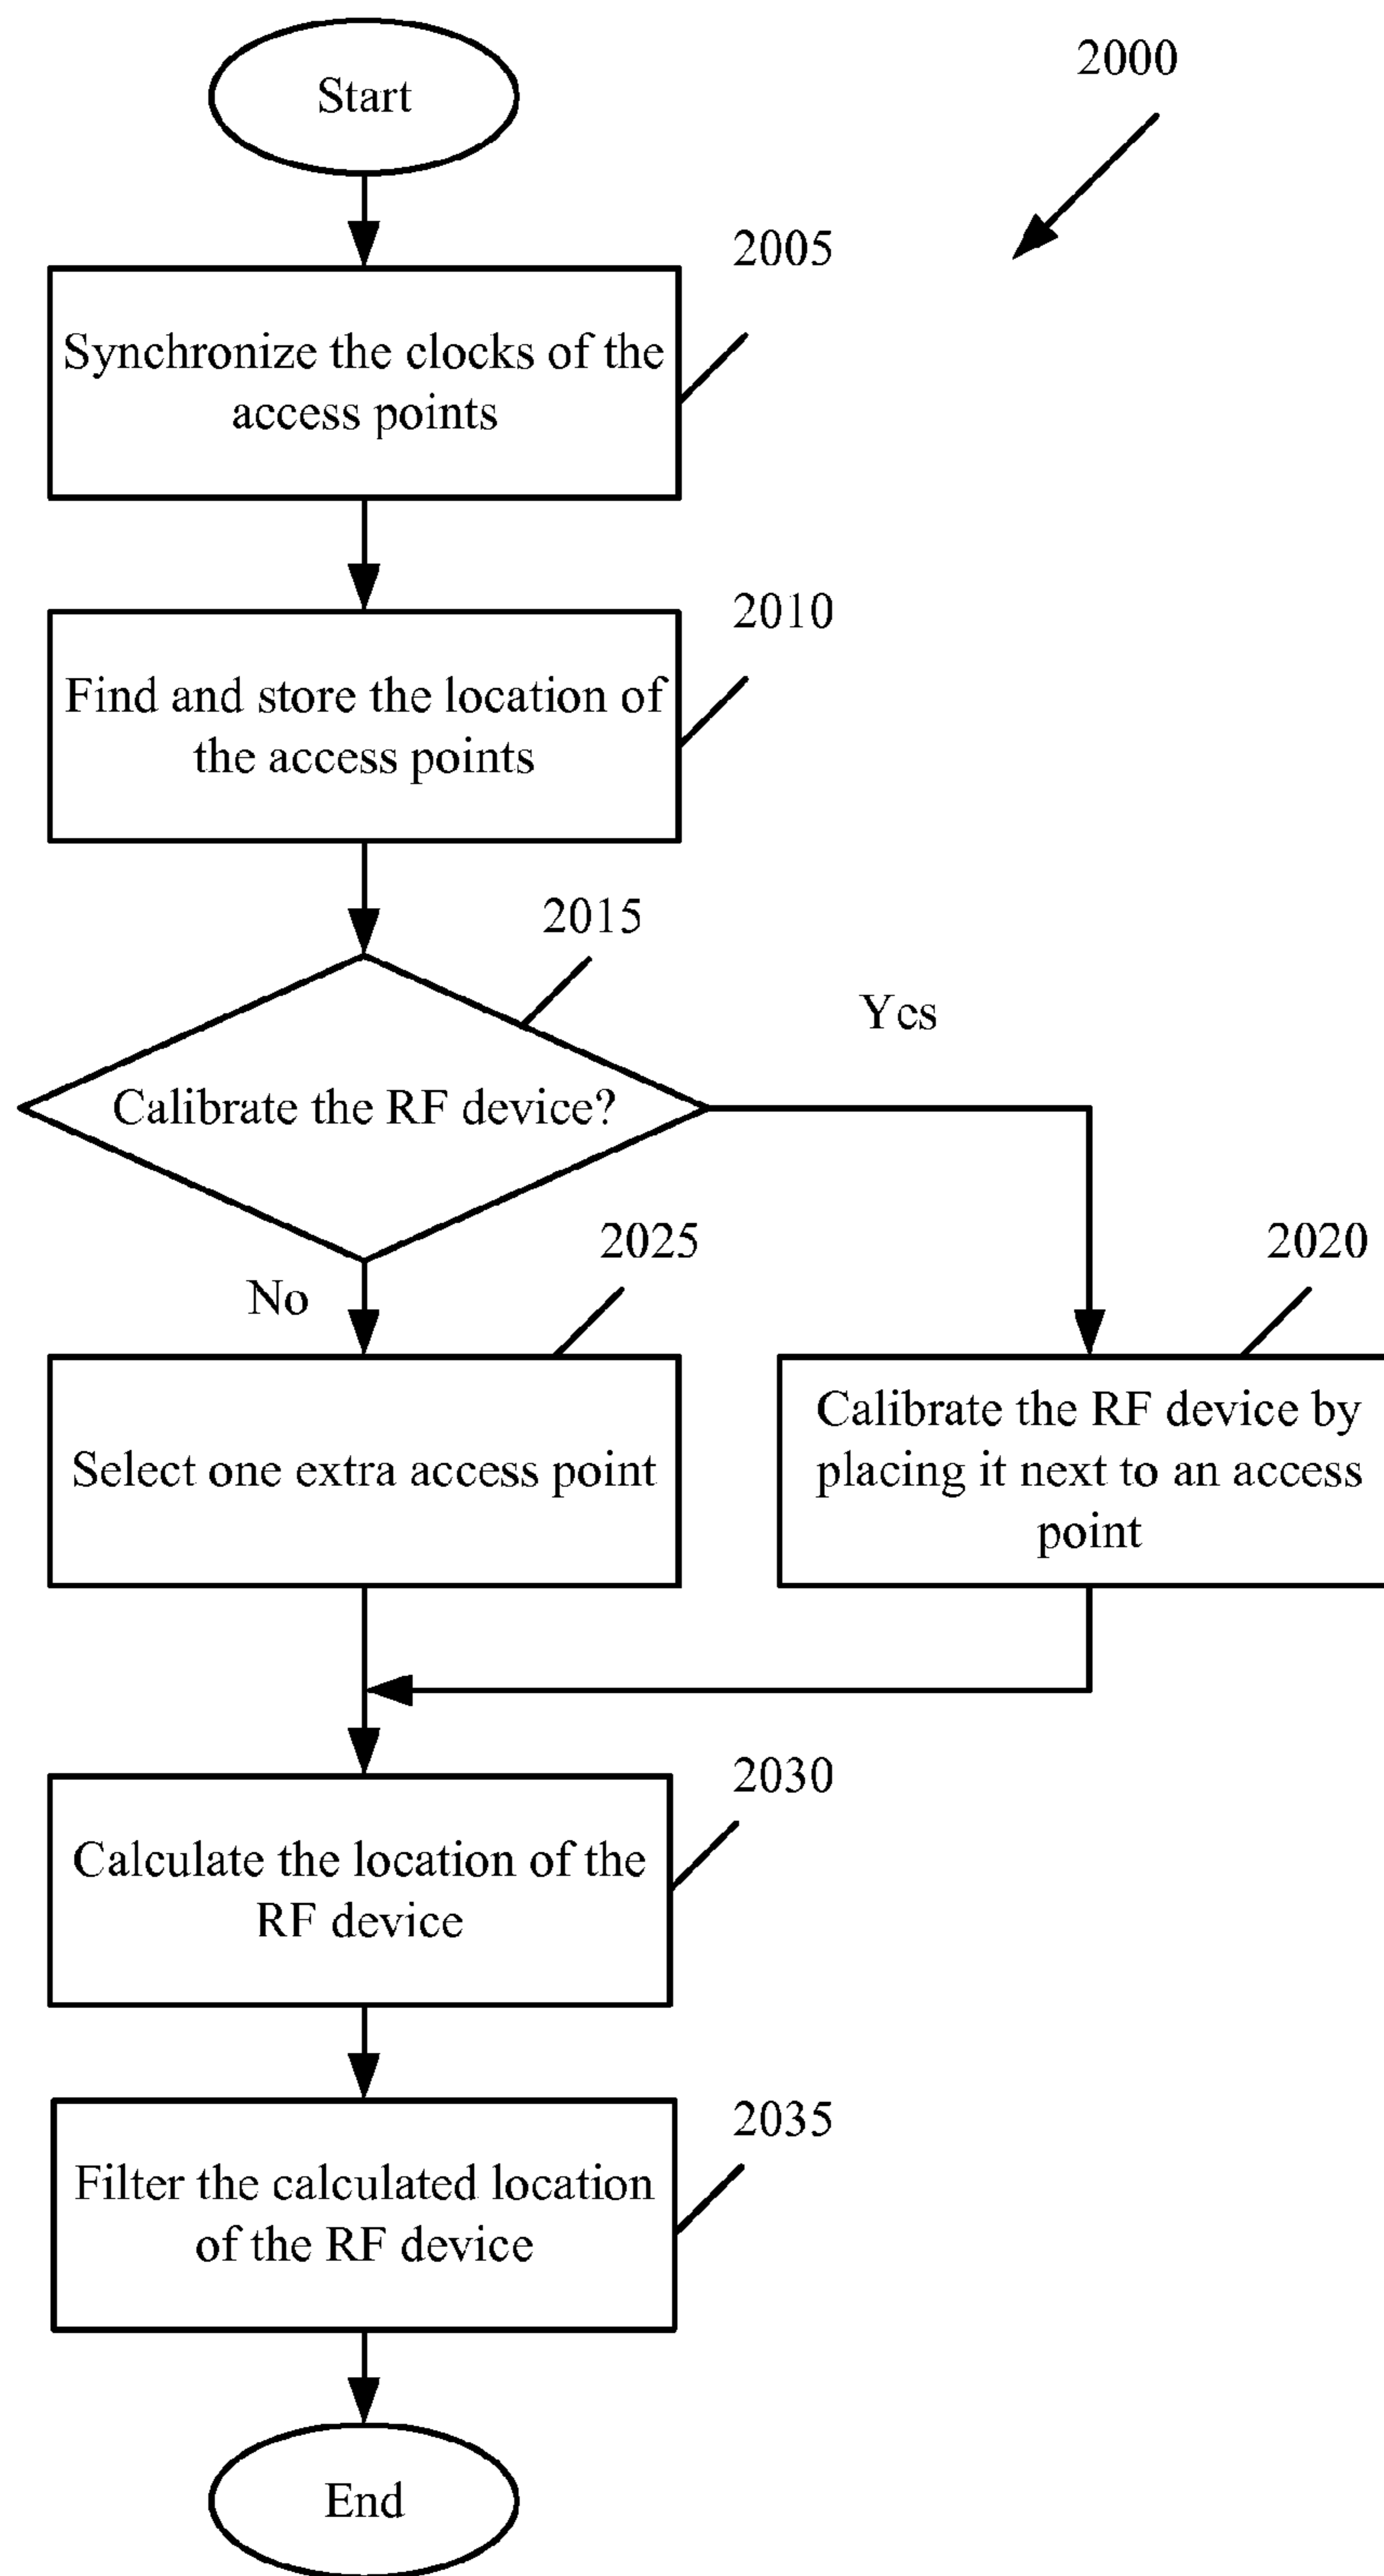 Start
2000
2005
Synchronize the clocks of the
access points
2010
Find and store the location of
the access points
2015
Yes
Calibrate the RF device?
2025
2020
No
Select one extra access point
Calibrate the RF device by
placing it next to an access
point
2030
Calculate the location of the
RF device
2035
Filter the calculated location
of the RF device
End